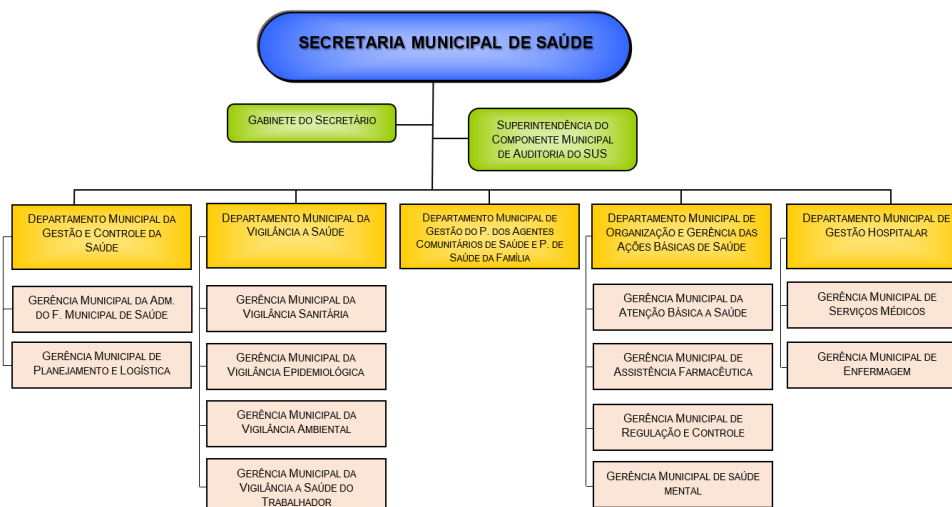 SECRETARIA MUNICIPAL DE SAÚDE
GABINETE DO SECRETÁRIO
SUPERINTENDÊNCIA DO
COMPONENTE MUNICIPAL
DE AUDITORIA DO SUS
DEPARTAMENTO MUNICIPAL DA
GESTÃO E CONTROLE DA
SAÚDE
GERÊNCIA MUNICIPAL DA ADM.
DO F. MUNICIPAL DE SAÚDE
GERÊNCIA MUNICIPAL DE
PLANEJAMENTO E LOGÍSTICA
DEPARTAMENTO MUNICIPAL DA
VIGILÂNCIA A SAÚDE
GERÊNCIA MUNICIPAL DA
VIGILÂNCIA SANITÁRIA
GERÊNCIA MUNICIPAL DA
VIGILÂNCIA EPIDEMIOLÓGICA
GERÊNCIA MUNICIPAL DA
VIGILÂNCIA AMBIENTAL
GERÊNCIA MUNICIPAL DA
VIGILÂNCIA A SAÚDE DO
TRABALHADOR
DEPARTAMENTO MUNICIPAL DE
GESTÃO DO P. DOS AGENTES
COMUNITÁRIOS DE SAÚDE E P. DE
SAÚDE DA FAMÍLIA
DEPARTAMENTO MUNICIPAL DE
ORGANIZAÇÃO E GERÊNCIA DAS
AÇÕES BÁSICAS DE SAÚDE
GERÊNCIA MUNICIPAL DA
ATENÇÃO BÁSICA A SAÚDE
GERÊNCIA MUNICIPAL DE
ASSISTÊNCIA FARMACÊUTICA
GERÊNCIA MUNICIPAL DE
REGULAÇÃO E CONTROLE
GERÊNCIA MUNICIPAL DE SAÚDE
MENTAL
DEPARTAMENTO MUNICIPAL DE
GESTÃO HOSPITALAR
GERÊNCIA MUNICIPAL DE
SERVIÇOS MÉDICOS
GERÊNCIA MUNICIPAL DE
ENFERMAGEM